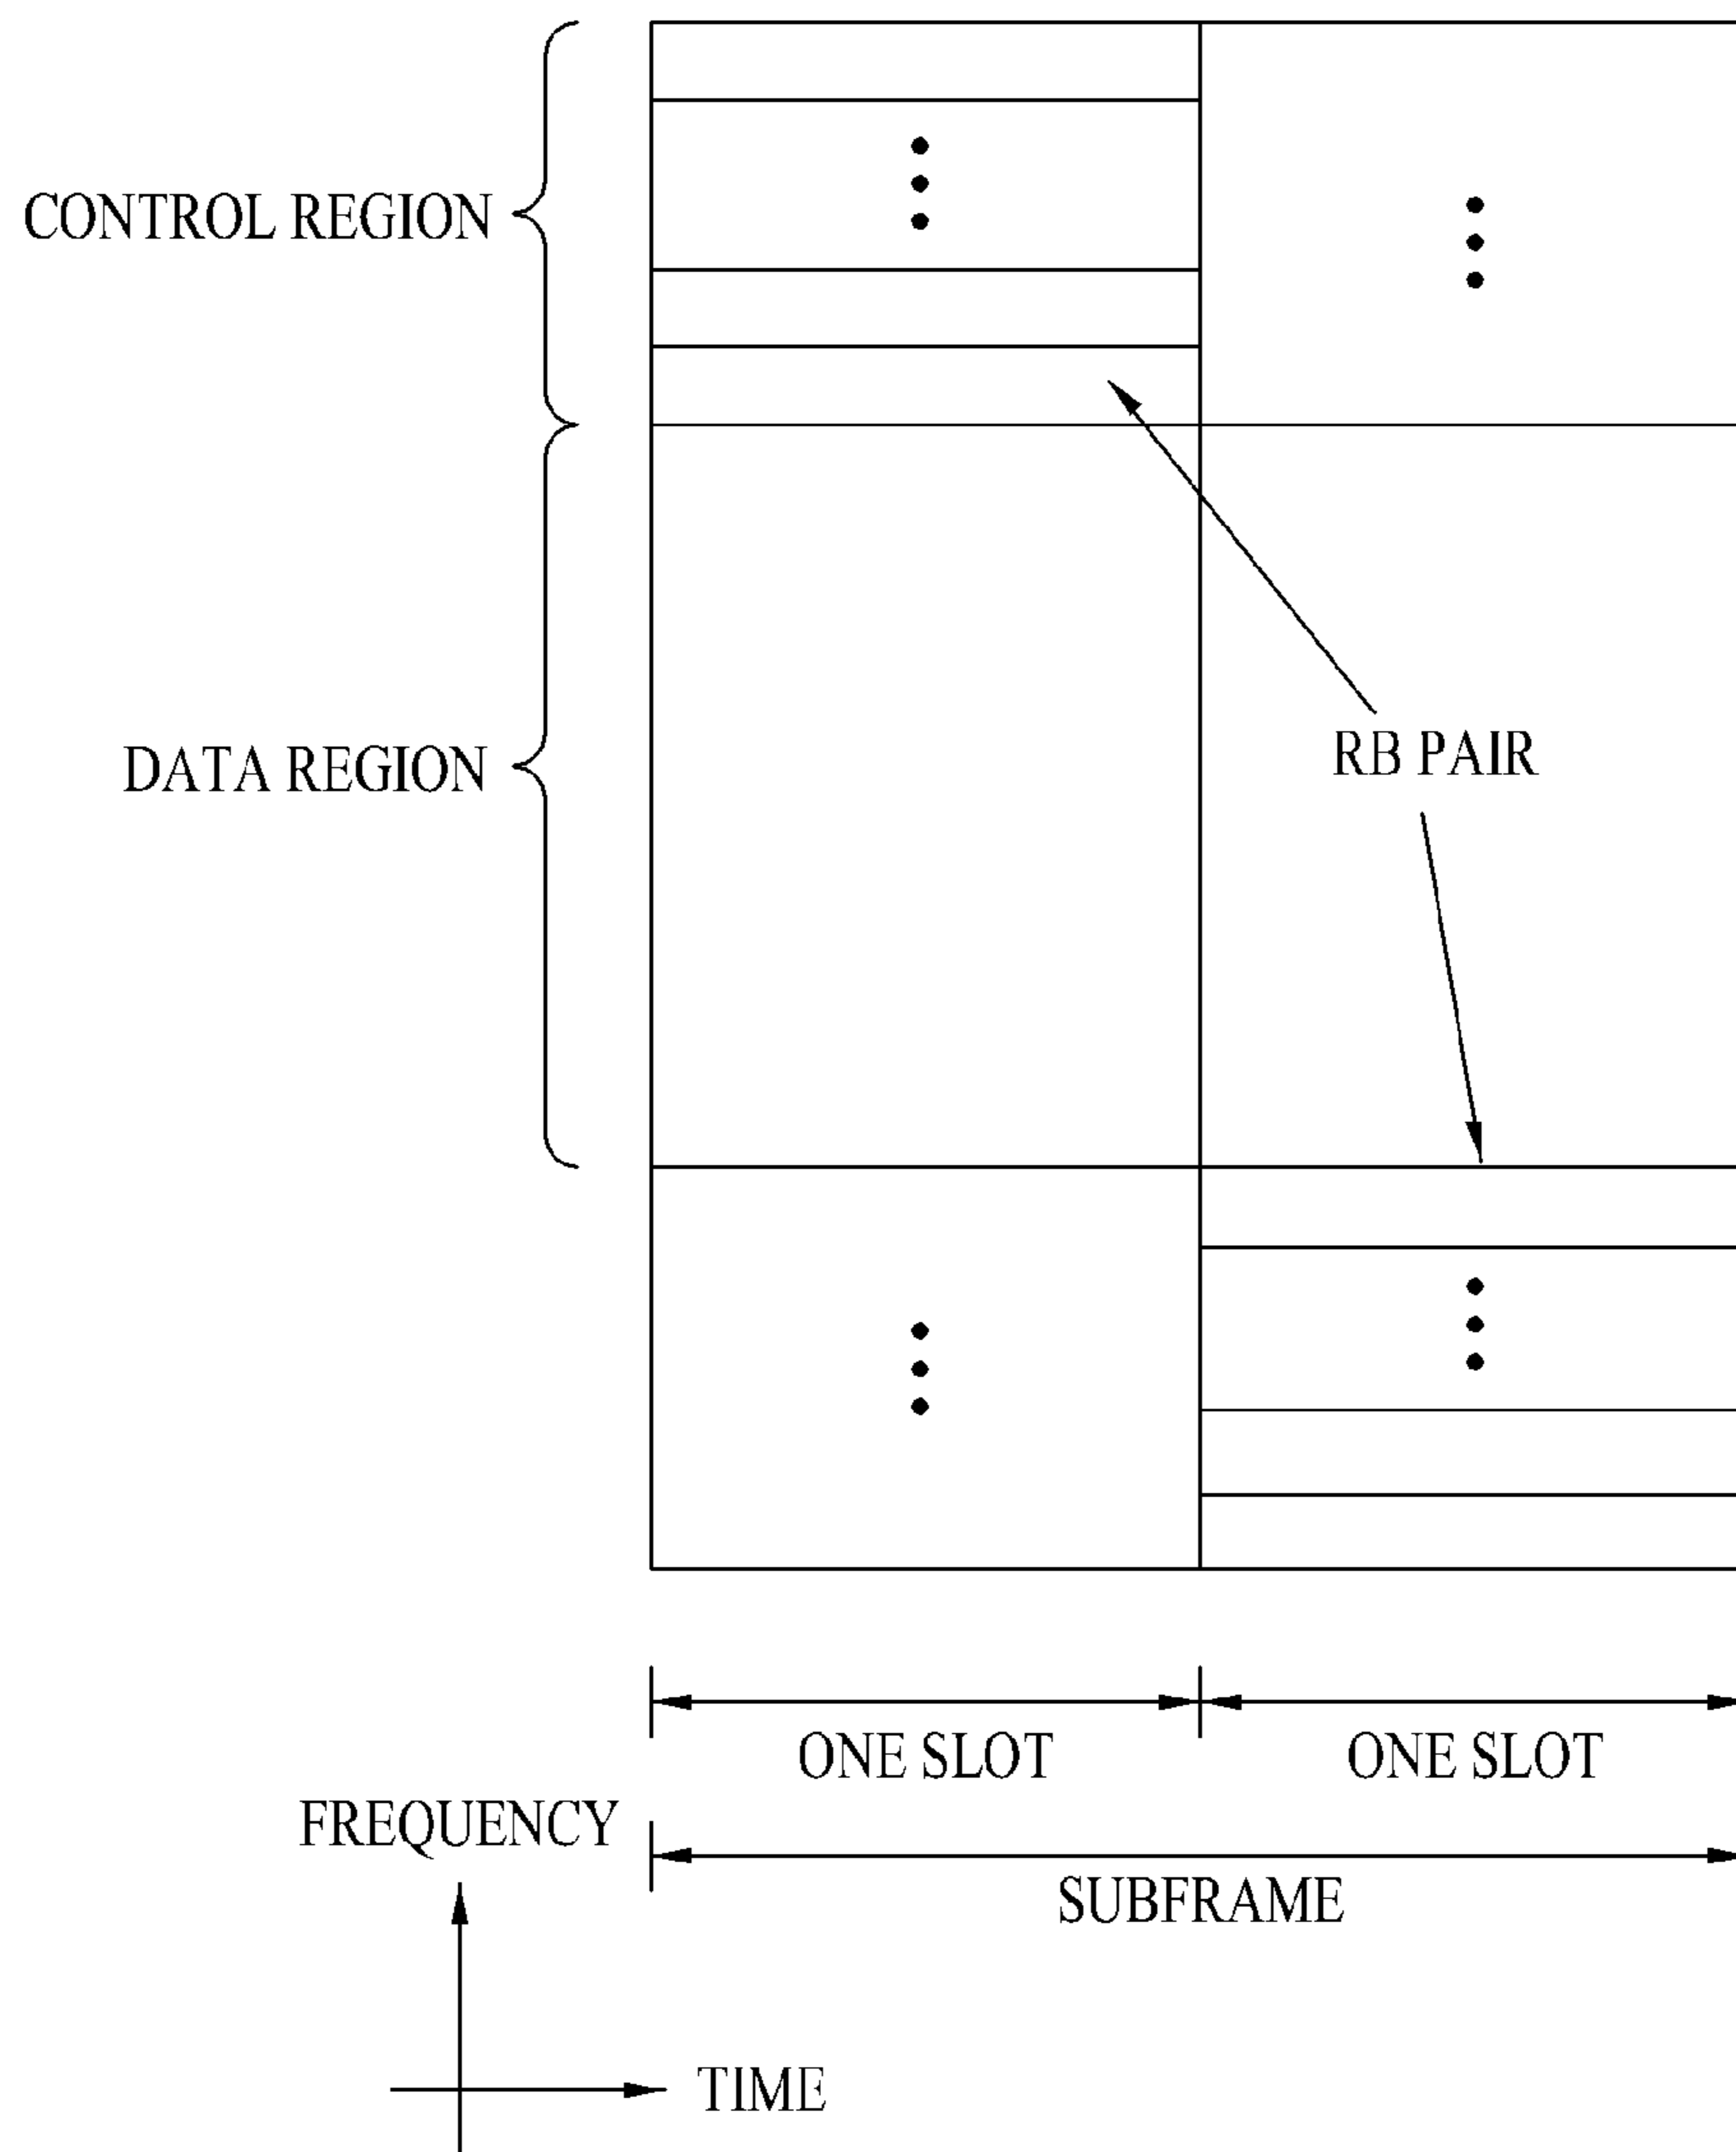 CONTROL REGION
DATA REGION
RB PAIR
ONE SLOT
ONE SLOT
FREQUENCY
SUBFRAME
TIME